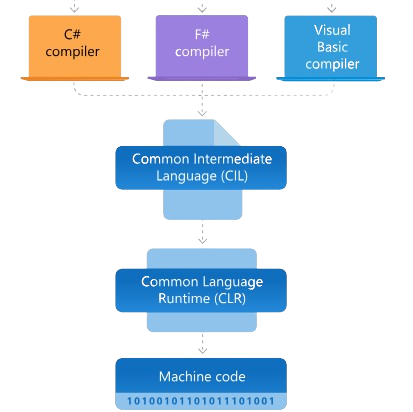 C#
compiler
F#
compiler
Visual
Basic
compiler
Common Intermediate
Language (CIL)
Common Language
Runtime (CLR)
Machine code
10100101101011101001